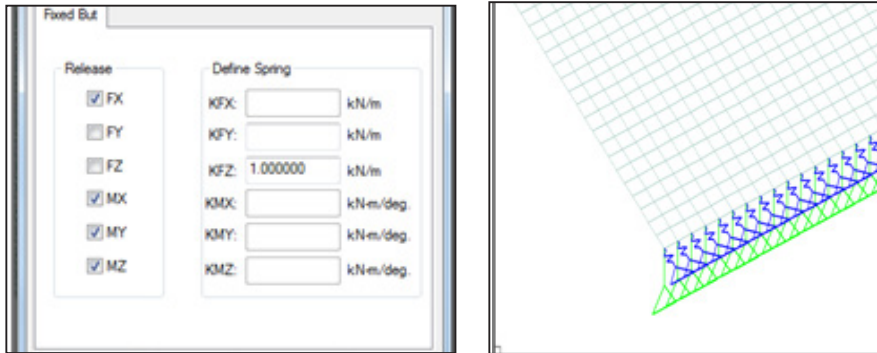 Fixed But
Release
Define Spring
FX
KFX: kN/m
FY
KFY: kN/m
FZ
KFZ: 1.000000 kN/m
MX
KMX: kN-m/deg.
MY
KMY: kN-m/deg.
MZ
KMZ: kN-m/deg.